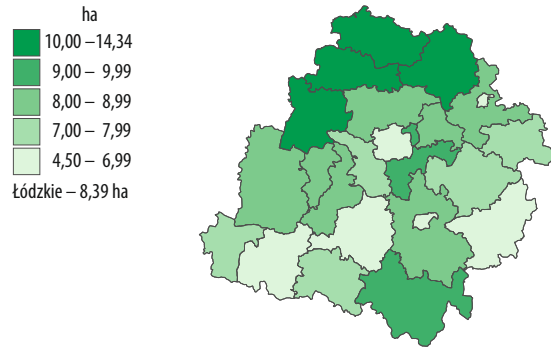 ha
10,00 – 14,34
9,00 – 9,99
8,00 – 8,99
7,00 – 7,99
4,50 – 6,99
Łódzkie – 8,39 ha